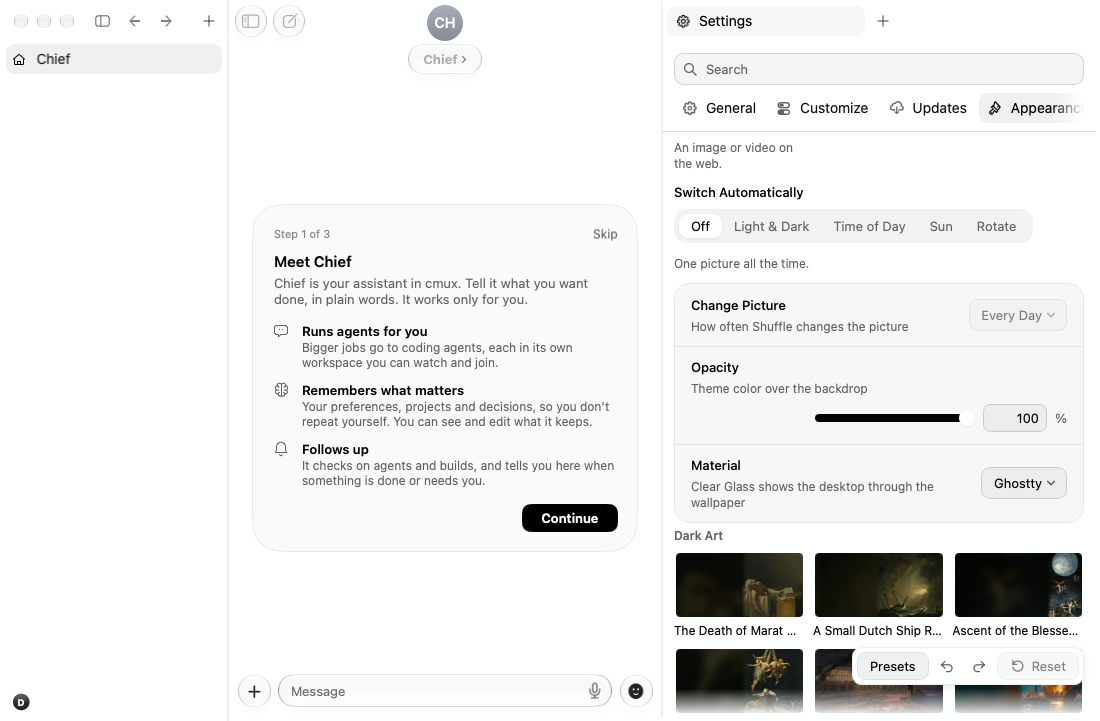 Chief
CH
Chief
Step 1 of 3
Skip
Meet Chief
Chief is your assistant in cmux. Tell it what you want
done, in plain words. It works only for you.
Runs agents for you
Bigger jobs go to coding agents, each in its own
workspace you can watch and join.
Remembers what matters
Your preferences, projects and decisions, so you don’t
repeat yourself. You can see and edit what it keeps.
Follows up
It checks on agents and builds, and tells you here when
something is done or needs you.
Continue
Message
D
Settings
Search
General
Customize
Updates
Appearanc
An image or video on
the web.
Switch Automatically
Off
Light & Dark
Time of Day
Sun
Rotate
One picture all the time.
Change Picture
How often Shuffle changes the picture
Every Day
Opacity
Theme color over the backdrop
100
%
Material
Clear Glass shows the desktop through the
wallpaper
Ghostty
Dark Art
The Death of Marat ...
A Small Dutch Ship R...
Ascent of the Blesse...
Presets
Reset